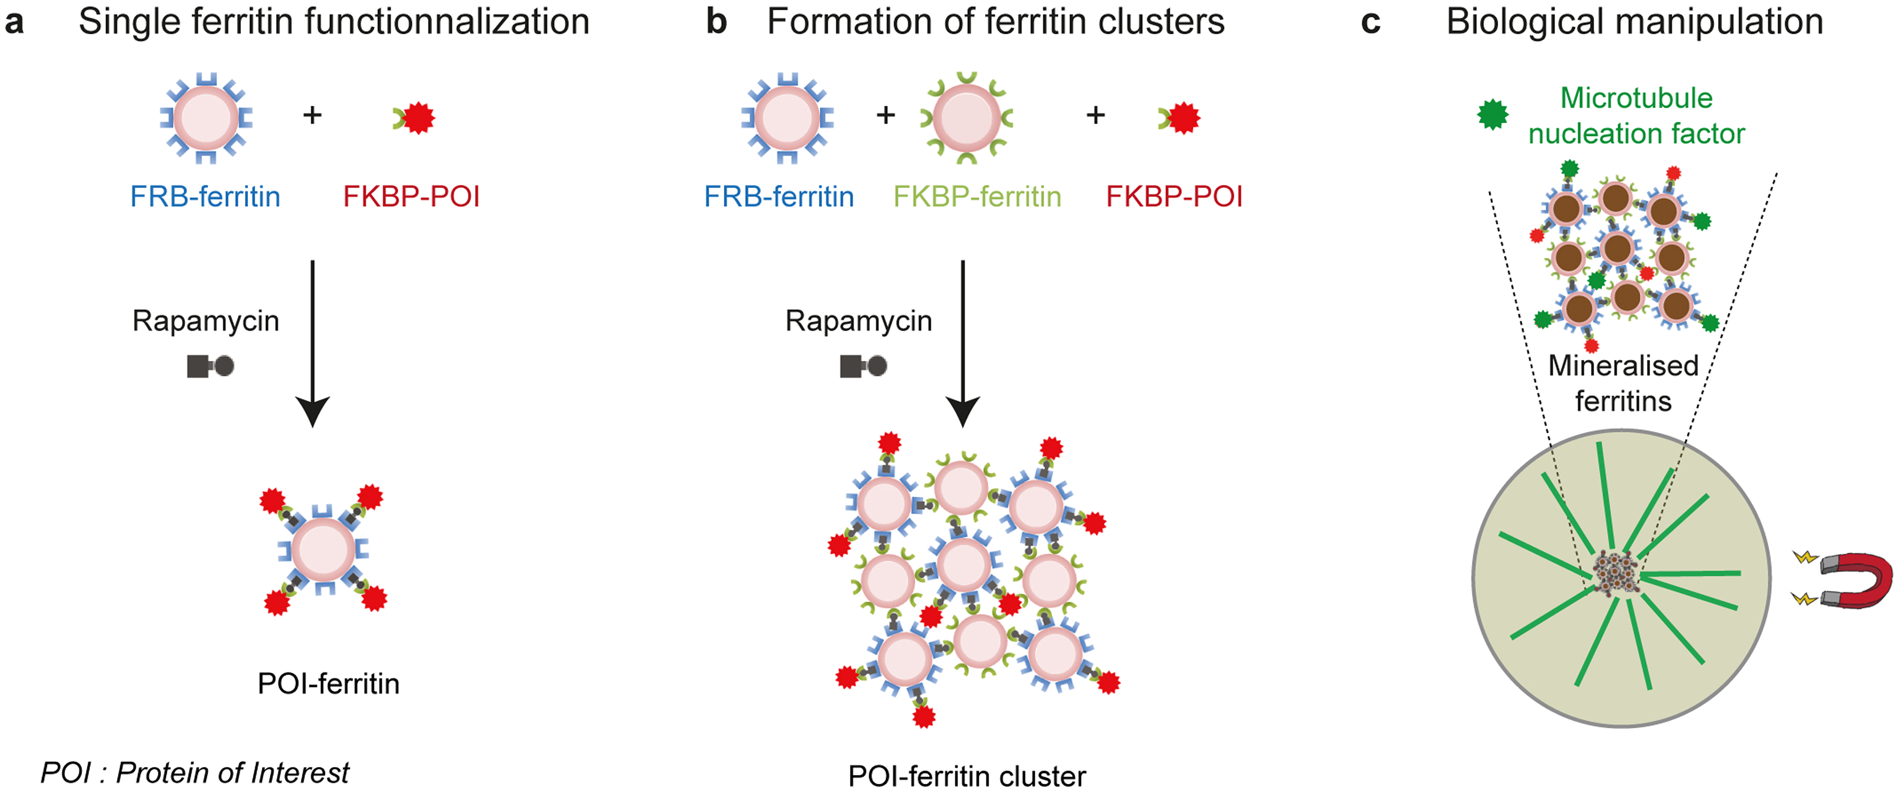 a Single ferritin functionnalization
FRB-ferritin + FKBP-POI
Rapamycin
POI-ferritin
POI : Protein of Interest
b Formation of ferritin clusters
FRB-ferritin + FKBP-ferritin + FKBP-POI
Rapamycin
POI-ferritin cluster
c Biological manipulation
Microtubule
nucleation factor
Mineralised
ferritins